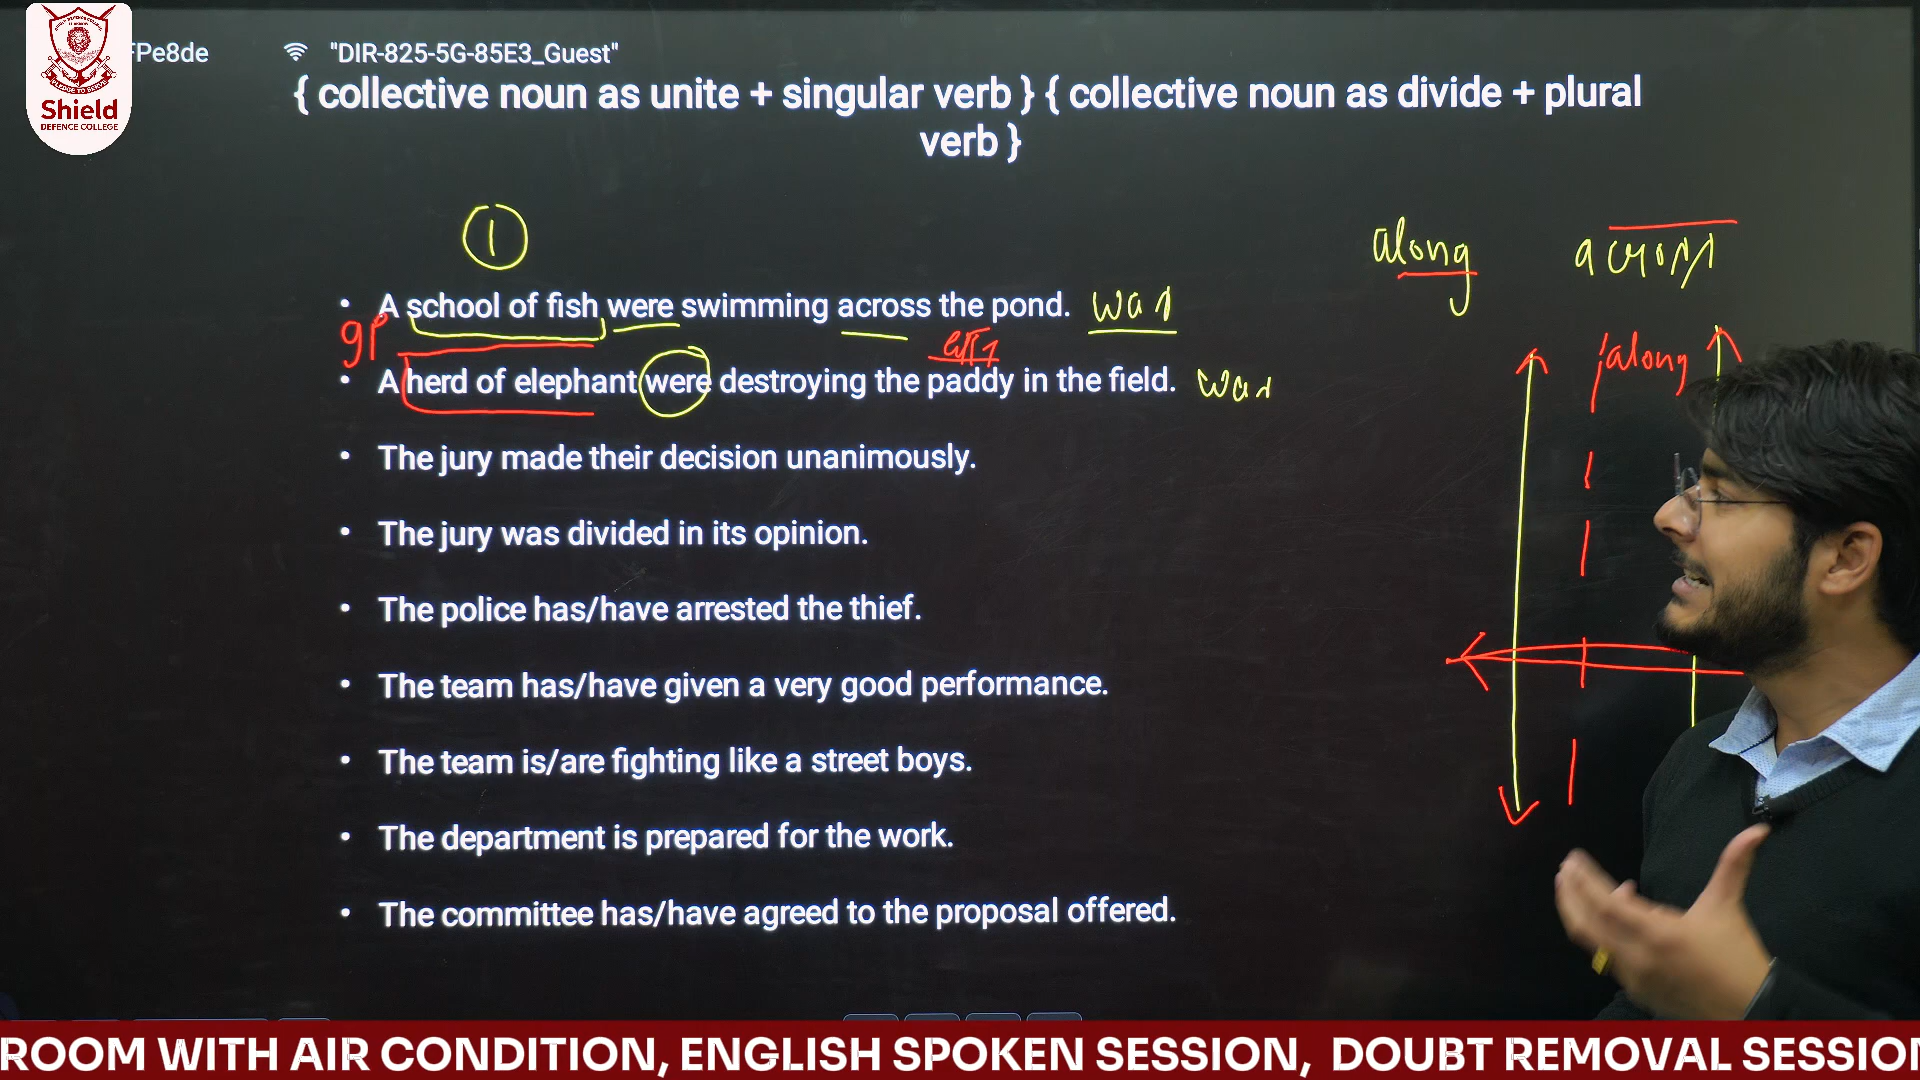 FPe8de "DIR-825-5G-85E3_Guest"
Shield
DEFENCE COLLEGE
{ collective noun as unite + singular verb } { collective noun as divide + plural
verb }
1
along across
• A school of fish were swimming across the pond. was
gp
along
• A herd of elephant were destroying the paddy in the field. was
• The jury made their decision unanimously.
• The jury was divided in its opinion.
• The police has/have arrested the thief.
• The team has/have given a very good performance.
• The team is/are fighting like a street boys.
• The department is prepared for the work.
• The committee has/have agreed to the proposal offered.
ROOM WITH AIR CONDITION, ENGLISH SPOKEN SESSION, DOUBT REMOVAL SESSION